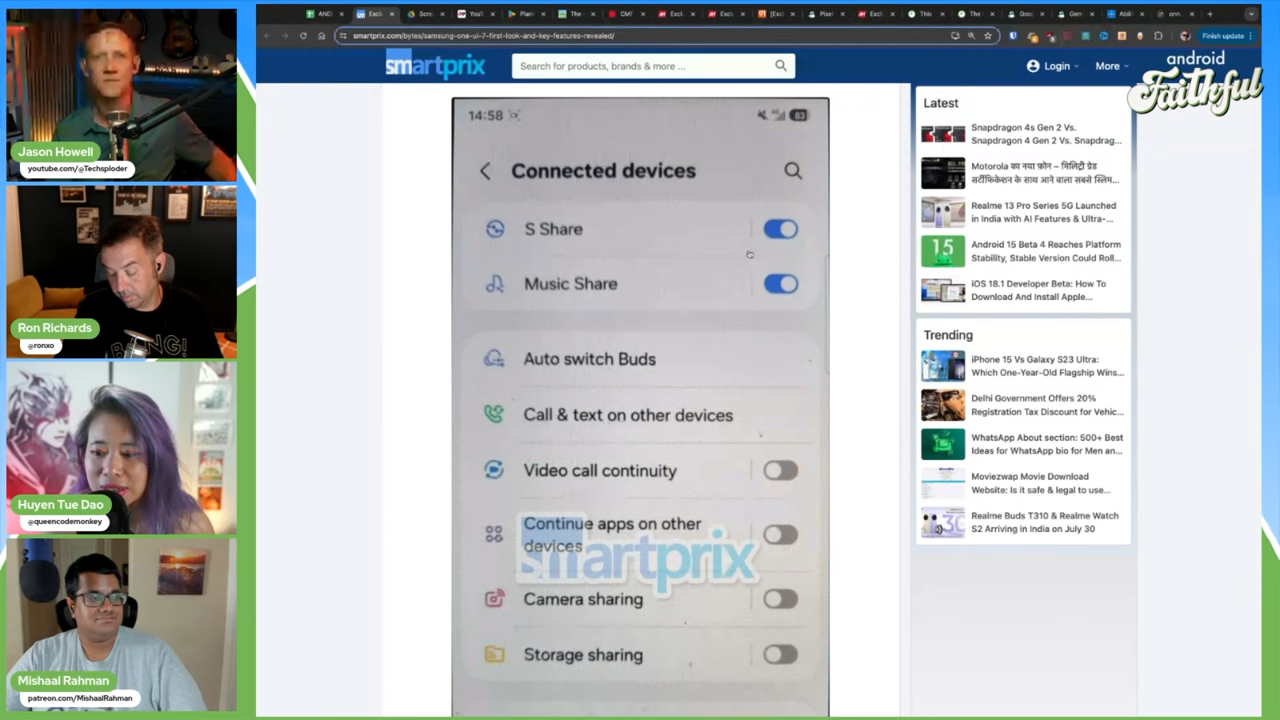 Jason Howell
youtube.com/@Techsploder
Ron Richards
@ronxo
BANG!
Huyen Tue Dao
@queencodemonkey
Mishaal Rahman
patreon.com/MishaalRahman
Finish update
smartprix.com/bytes/samsung-one-ui-7-first-look-and-key-features-revealed/
smartprix
Search for products, brands & more ...
Login
More
android
Faithful
14:58
83
Connected devices
S Share
Music Share
Auto switch Buds
Call & text on other devices
Video call continuity
Continue apps on other
devices
smartprix
Camera sharing
Storage sharing
Latest
Snapdragon 4s Gen 2 Vs.
Snapdragon 4 Gen 2 Vs. Snapdrag...
Motorola का नया फ़ोन – मिलिट्री ग्रेड
सर्टिफिकेशन के साथ आने वाला सबसे स्लिम...
Realme 13 Pro Series 5G Launched
in India with AI Features & Ultra-...
15
Android 15 Beta 4 Reaches Platform
Stability, Stable Version Could Roll...
iOS 18.1 Developer Beta: How To
Download And Install Apple...
Trending
iPhone 15 Vs Galaxy S23 Ultra:
Which One-Year-Old Flagship Wins...
Delhi Government Offers 20%
Registration Tax Discount for Vehic...
WhatsApp About section: 500+ Best
Ideas for WhatsApp bio for Men an...
Moviezwap Movie Download
Website: Is it safe & legal to use...
Realme Buds T310 & Realme Watch
S2 Arriving in India on July 30